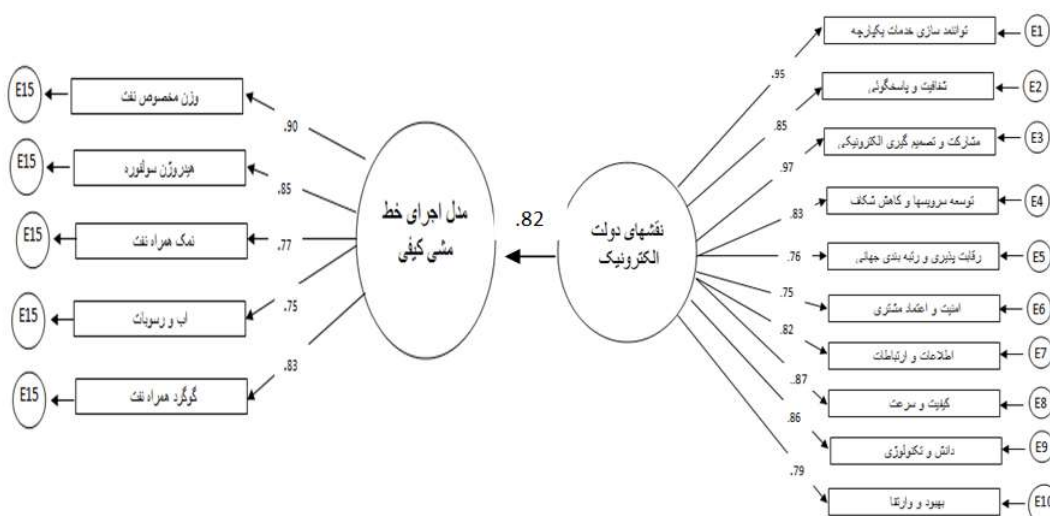 توانمند سازی خدمات یکپارچه
E1
.95
شفافیت و پاسخگوئی
E2
.85
مشارکت و تصمیم گیری الکترونیکی
E3
.97
توسعه سرویسها و کاهش شکاف
E4
.83
رقابت پذیری و رتبه بندی جهانی
E5
.76
امنیت و اعتماد مشتری
E6
.75
اطلاعات و ارتباطات
E7
.82
کیفیت و سرعت
E8
.87
دانش و تکنولوژی
E9
.86
بهبود و وارتقا
E10
.79
نقشهای دولت
الکترونیک
.82
مدل اجرای خط
مشی کیفی
وزن مخصوص نفت
E15
.90
هیدروژن سولفوره
E15
.85
نمک همراه نفت
E15
.77
اب و رسوبات
E15
.75
گوگرد همراه نفت
E15
.83